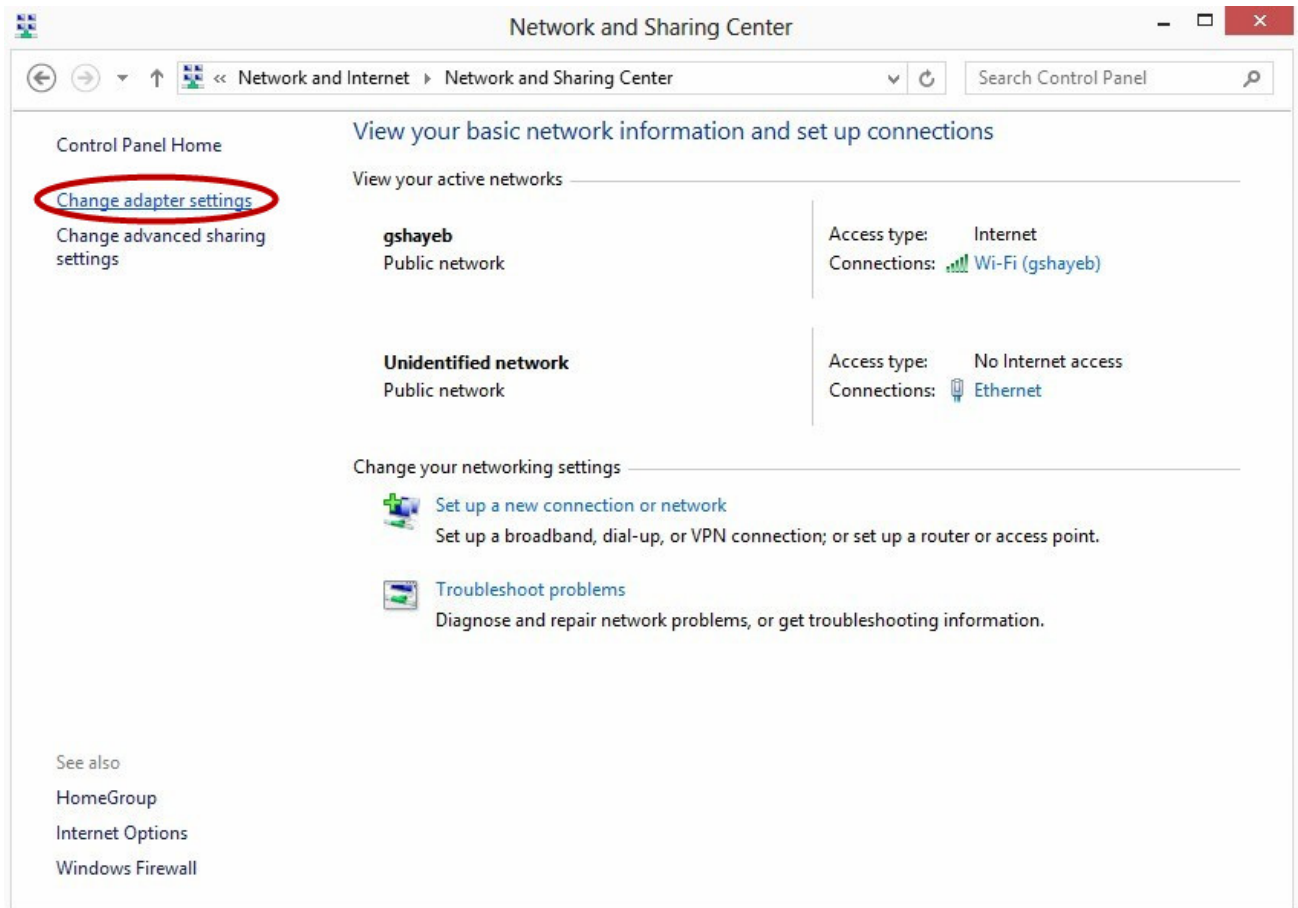 Network and Sharing Center
« Network and Internet Network and Sharing Center
Search Control Panel
Control Panel Home
Change adapter settings
Change advanced sharing
settings
View your basic network information and set up connections
View your active networks
gshayeb
Public network
Access type: Internet
Connections: Wi-Fi (gshayeb)
Unidentified network
Public network
Access type: No Internet access
Connections: Ethernet
Change your networking settings
Set up a new connection or network
Set up a broadband, dial-up, or VPN connection; or set up a router or access point.
Troubleshoot problems
Diagnose and repair network problems, or get troubleshooting information.
See also
HomeGroup
Internet Options
Windows Firewall